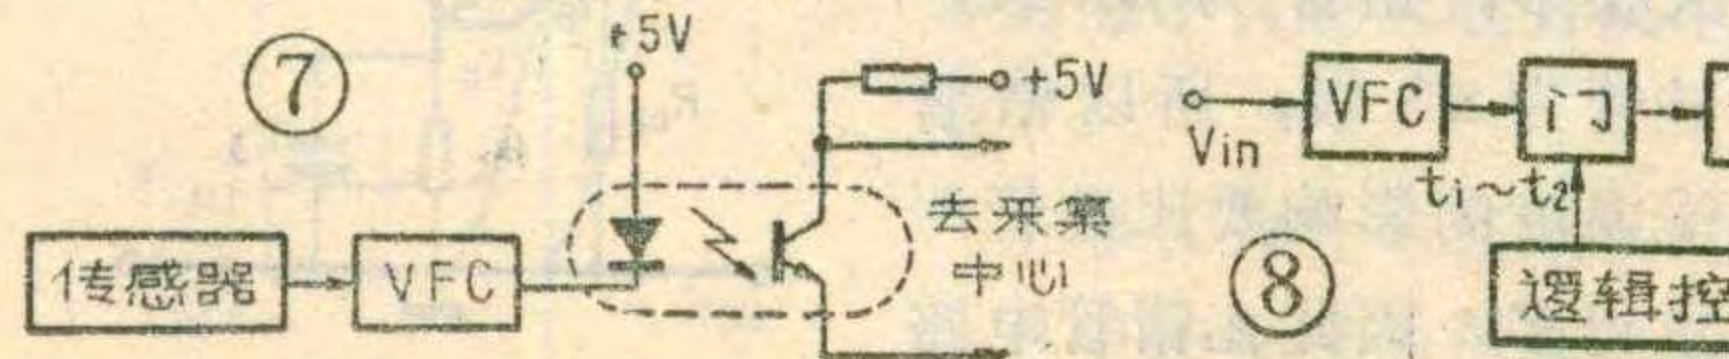 ⑦
+5V
+5V
传感器
VFC
去采集
中心
⑧
Vin
VFC
门
t₁~t₂
逻辑控